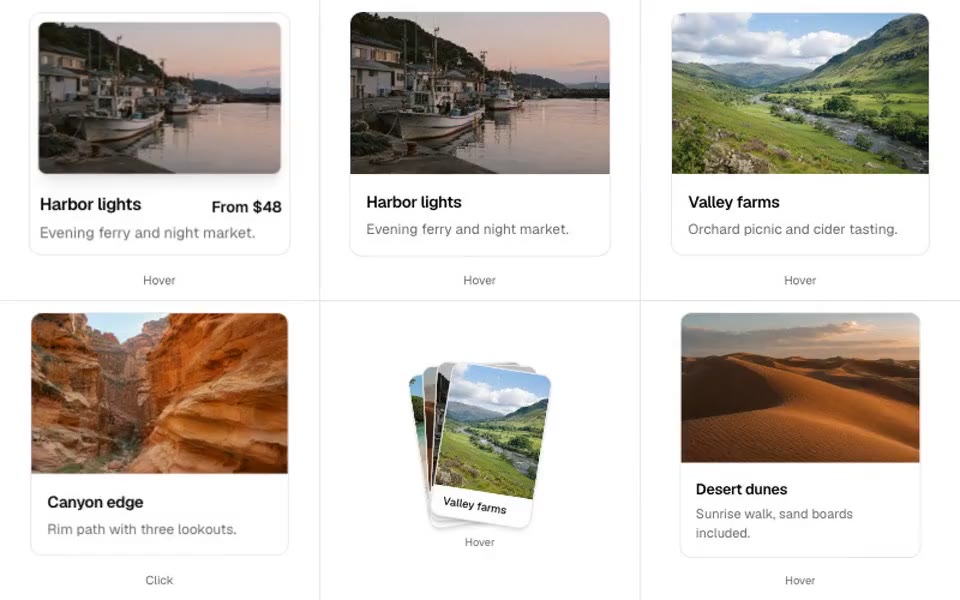 Harbor lights
From $48
Evening ferry and night market.
Hover
Harbor lights
Evening ferry and night market.
Hover
Valley farms
Orchard picnic and cider tasting.
Hover
Canyon edge
Rim path with three lookouts.
Click
Valley farms
Hover
Desert dunes
Sunrise walk, sand boards
included.
Hover